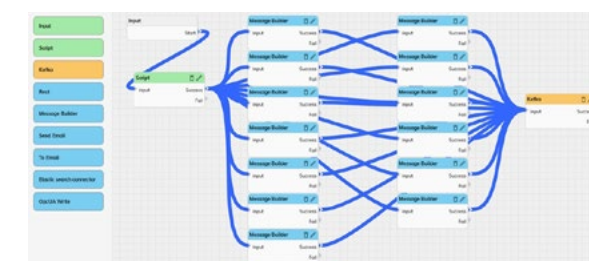 Input
Script
Kafka
Rest
Message Builder
Send Email
To Email
Elastic search connector
Input
Script
Input
Success
Fail
Message Builder
Input
Success
Fail
Message Builder
Input
Success
Fail
Message Builder
Input
Success
Fail
Message Builder
Input
Success
Fail
Message Builder
Input
Success
Fail
Message Builder
Input
Success
Fail
Message Builder
Input
Success
Fail
Message Builder
Input
Success
Fail
Message Builder
Input
Success
Fail
Message Builder
Input
Success
Fail
Message Builder
Input
Success
Fail
Message Builder
Input
Success
Fail
Message Builder
Input
Success
Fail
Kafka
Input